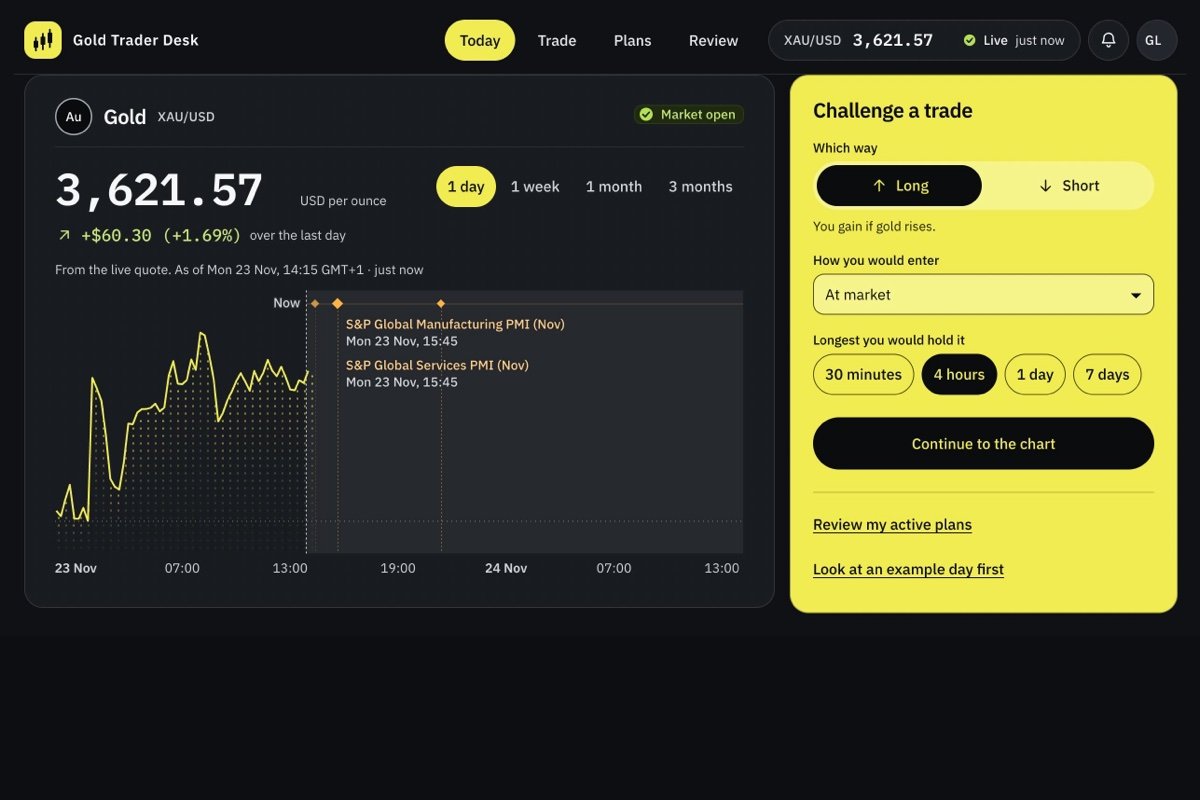 Gold Trader Desk
Today
Trade
Plans
Review
XAU/USD 3,621.57 Live just now
GL
Au
Gold XAU/USD
Market open
3,621.57 USD per ounce
1 day
1 week
1 month
3 months
+$60.30 (+1.69%) over the last day
From the live quote. As of Mon 23 Nov, 14:15 GMT+1 · just now
Now
S&P Global Manufacturing PMI (Nov)
Mon 23 Nov, 15:45
S&P Global Services PMI (Nov)
Mon 23 Nov, 15:45
23 Nov 07:00 13:00 19:00 24 Nov 07:00 13:00
Challenge a trade
Which way
↑ Long
↓ Short
You gain if gold rises.
How you would enter
At market
Longest you would hold it
30 minutes
4 hours
1 day
7 days
Continue to the chart
Review my active plans
Look at an example day first